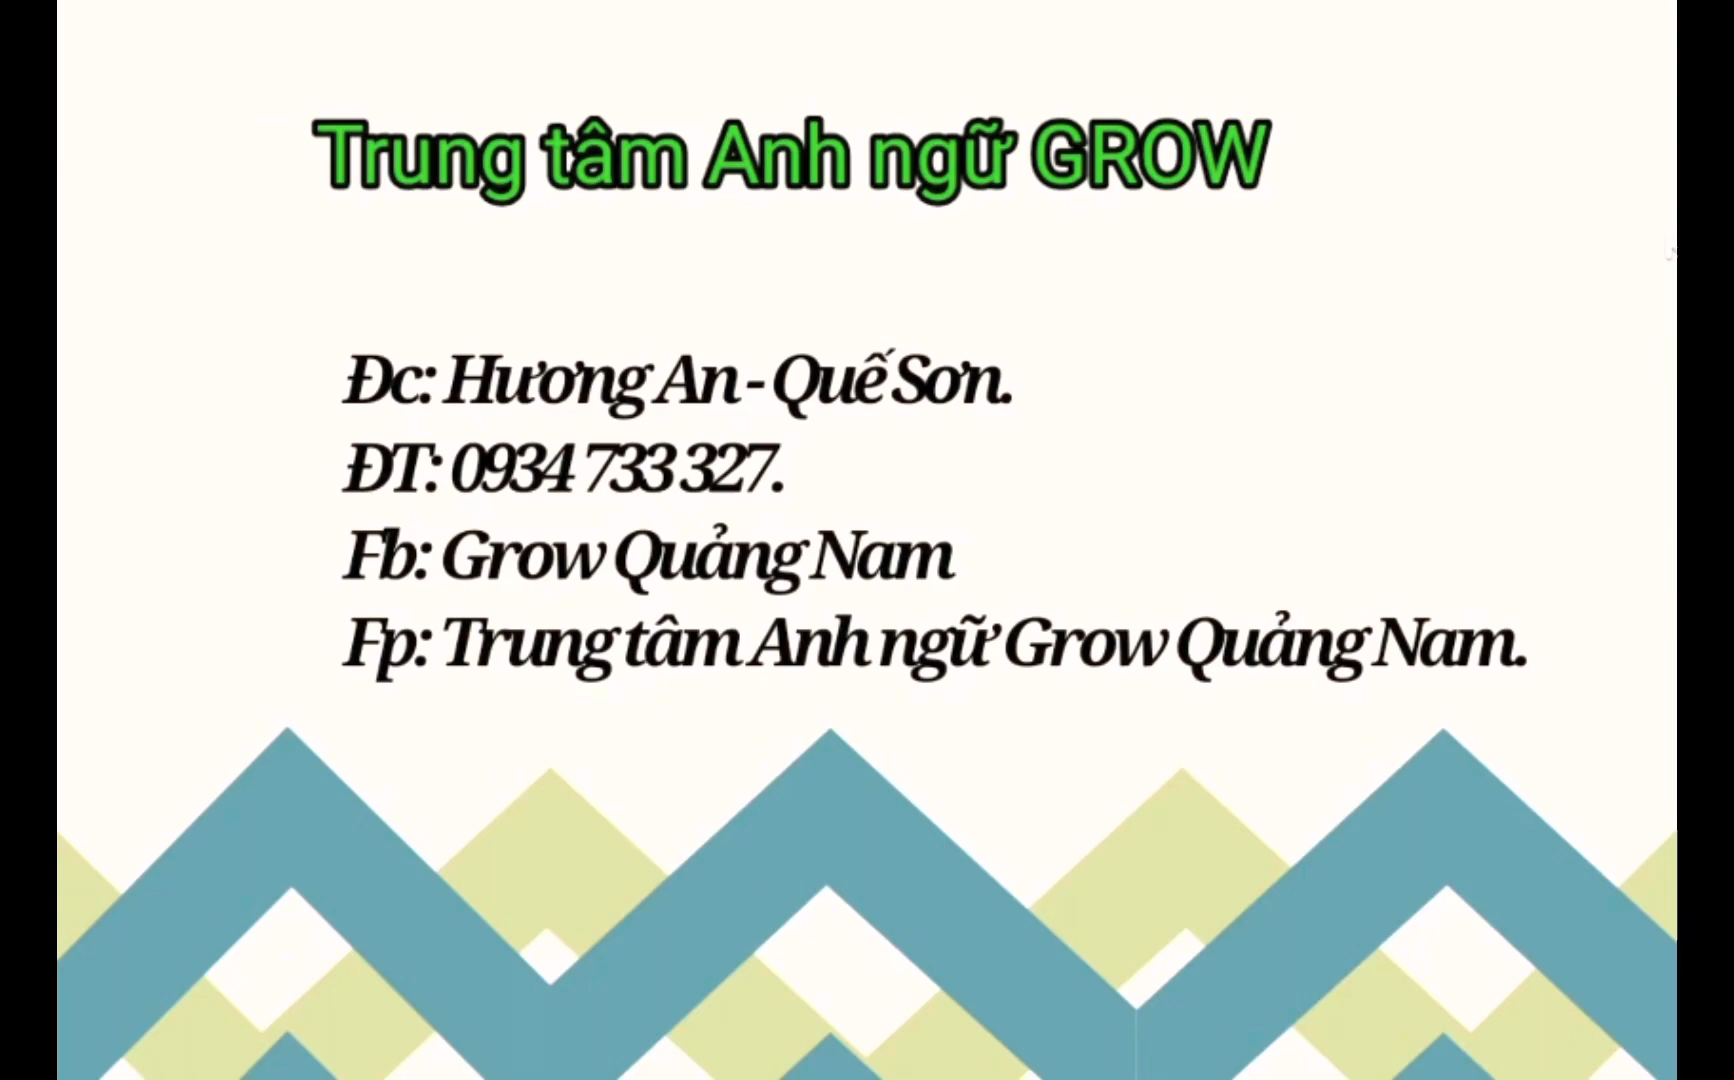 Trung tâm Anh ngữ GROW
Đc: Hương An - Quế Sơn.
ĐT: 0934 733 327.
Fb: Grow Quảng Nam
Fp: Trung tâm Anh ngữ Grow Quảng Nam.